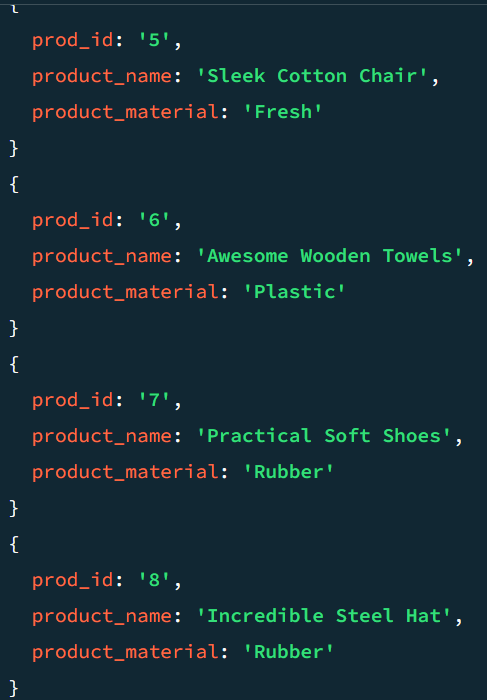 {
prod_id: '5',
product_name: 'Sleek Cotton Chair',
product_material: 'Fresh'
}
{
prod_id: '6',
product_name: 'Awesome Wooden Towels',
product_material: 'Plastic'
}
{
prod_id: '7',
product_name: 'Practical Soft Shoes',
product_material: 'Rubber'
}
{
prod_id: '8',
product_name: 'Incredible Steel Hat',
product_material: 'Rubber'
}